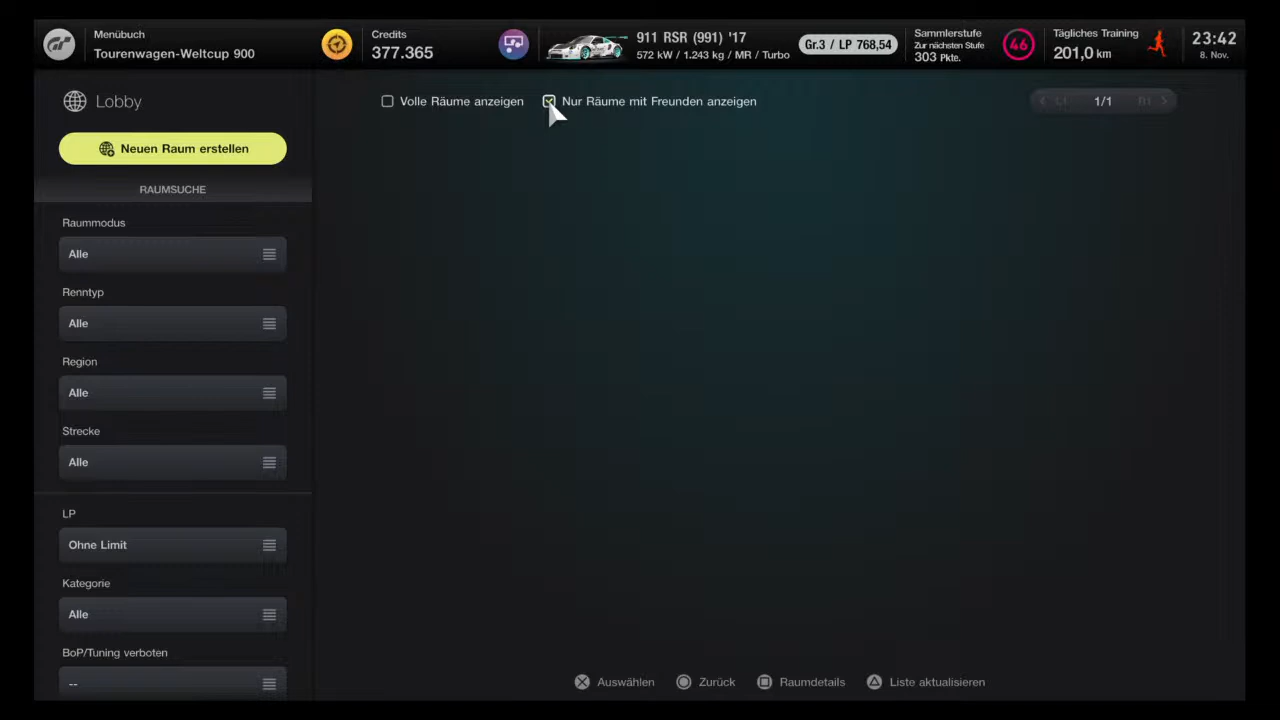 Menübuch
Tourenwagen-Weltcup 900
Credits
377.365
911 RSR (991) '17
572 kW / 1.243 kg / MR / Turbo
Gr.3 / LP 768,54
Sammlerstufe
Zur nächsten Stufe
303 Pkte.
46
Tägliches Training
201,0 km
23:42
8. Nov.
Lobby
Volle Räume anzeigen
Nur Räume mit Freunden anzeigen
L1
1/1
R1
Neuen Raum erstellen
RAUMSUCHE
Raummodus
Alle
Renntyp
Alle
Region
Alle
Strecke
Alle
LP
Ohne Limit
Kategorie
Alle
BoP/Tuning verboten
--
Auswählen
Zurück
Raumdetails
Liste aktualisieren